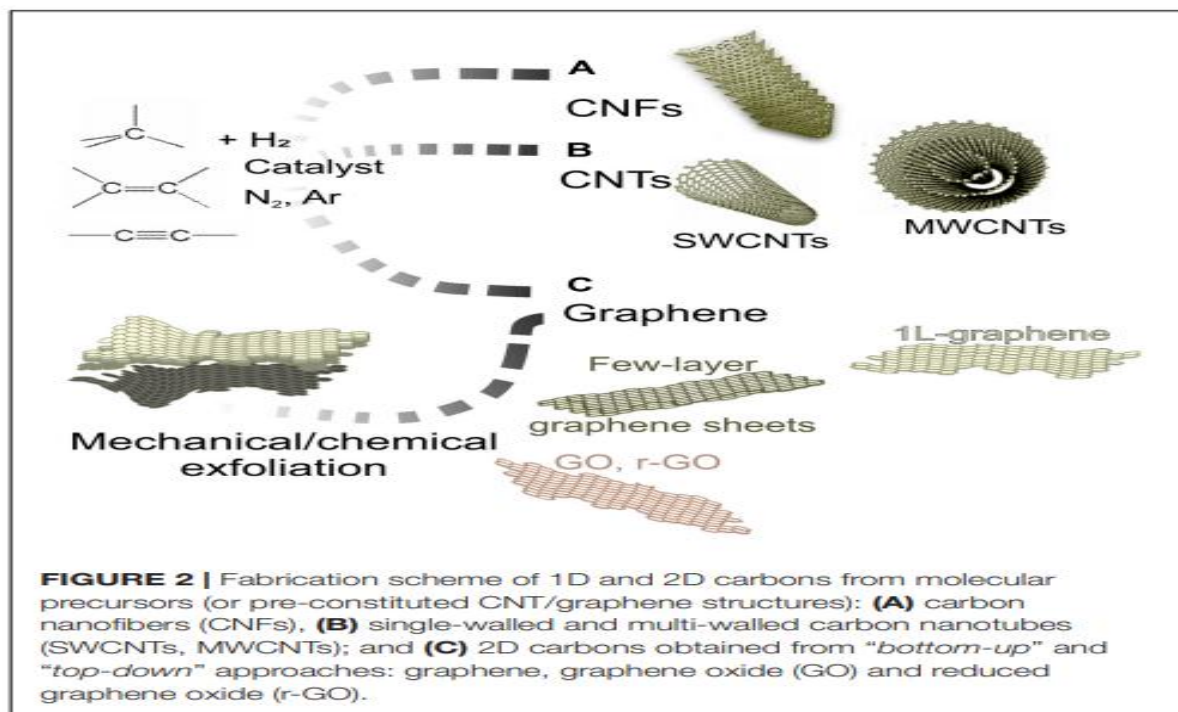 A
CNFs
C
+ H₂
B
Catalyst
CNTs
C=C
N₂, Ar
SWCNTs
MWCNTs
C≡C
C
Graphene
1L-graphene
Few-layer
graphene sheets
Mechanical/chemical
exfoliation
GO, r-GO
FIGURE 2 | Fabrication scheme of 1D and 2D carbons from molecular
precursors (or pre-constituted CNT/graphene structures): (A) carbon
nanofibers (CNFs), (B) single-walled and multi-walled carbon nanotubes
(SWCNTs, MWCNTs); and (C) 2D carbons obtained from "bottom-up" and
"top-down" approaches: graphene, graphene oxide (GO) and reduced
graphene oxide (r-GO).